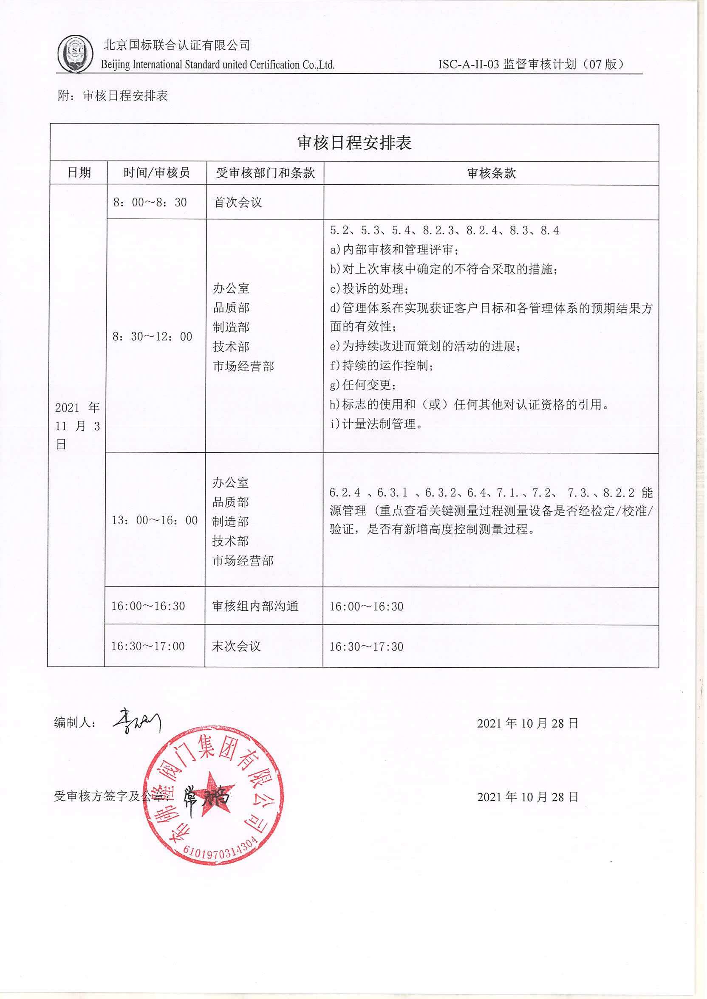 ISC
北京国标联合认证有限公司
Beijing International Standard united Certification Co.,Ltd.
ISC-A-II-03 监督审核计划（07 版）
附：审核日程安排表
审核日程安排表
日期 时间/审核员 受审核部门和条款 审核条款
2021 年
11 月 3
日
8：00～8：30 首次会议
8：30～12：00
办公室
品质部
制造部
技术部
市场经营部
5.2、5.3、5.4、8.2.3、8.2.4、8.3、8.4
a)内部审核和管理评审；
b)对上次审核中确定的不符合采取的措施；
c)投诉的处理；
d)管理体系在实现获证客户目标和各管理体系的预期结果方
面的有效性；
e)为持续改进而策划的活动的进展；
f)持续的运作控制；
g)任何变更；
h)标志的使用和（或）任何其他对认证资格的引用。
i)计量法制管理。
13：00～16：00
办公室
品质部
制造部
技术部
市场经营部
6.2.4 、6.3.1 、6.3.2、6.4、7.1.、7.2、 7.3.、8.2.2 能
源管理 (重点查看关键测量过程测量设备是否经检定/校准/
验证，是否有新增高度控制测量过程。
16:00～16:30 审核组内部沟通 16:00～16:30
16:30～17:00 末次会议 16:30～17:30
编制人：
2021 年 10 月 28 日
受审核方签字及公章：
常鹏
2021 年 10 月 28 日
希佛隆阀门集团有限公司
6101970314304